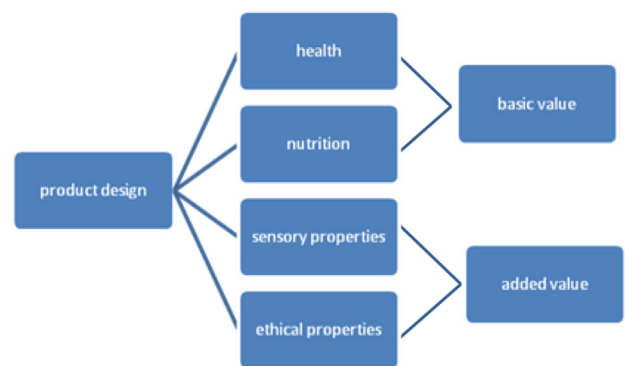 product design
health
nutrition
sensory properties
ethical properties
basic value
added value